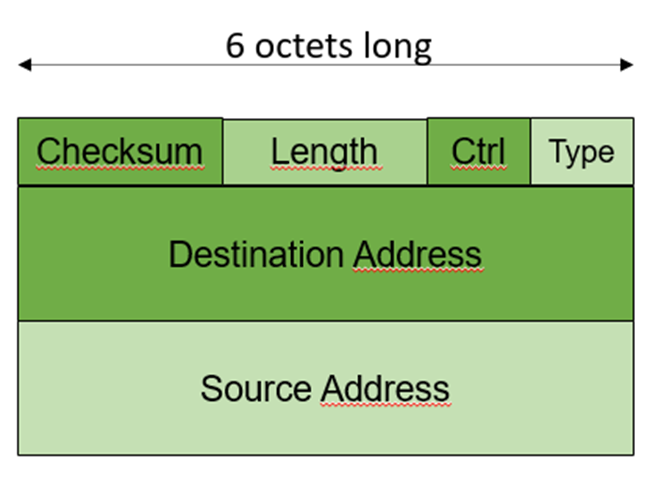 6 octets long
Checksum Length Ctrl Type
Destination Address
Source Address